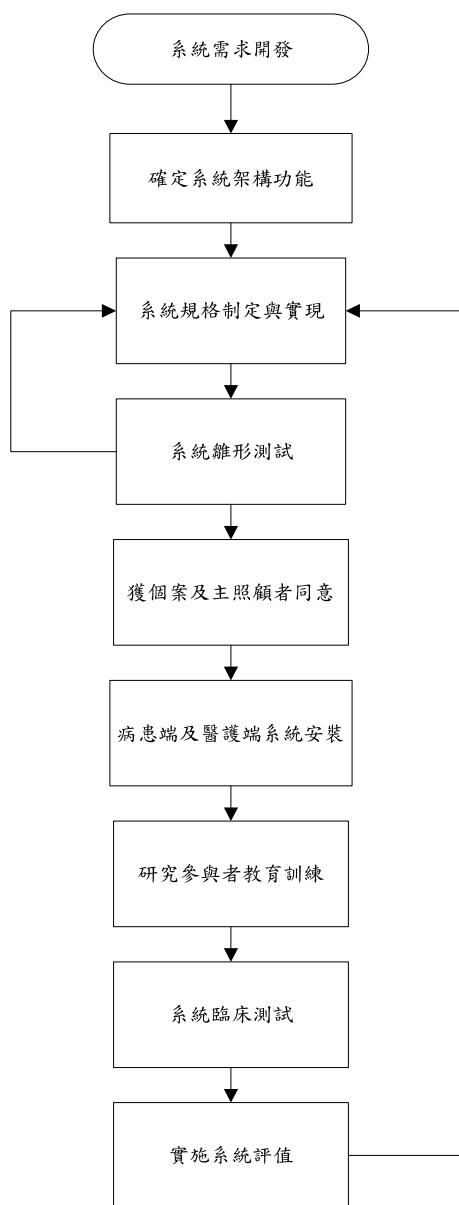 系統需求開發
確定系統架構功能
系統規格制定與實現
系統雛形測試
獲個案及主照顧者同意
病患端及醫護端系統安裝
研究參與者教育訓練
系統臨床測試
實施系統評值